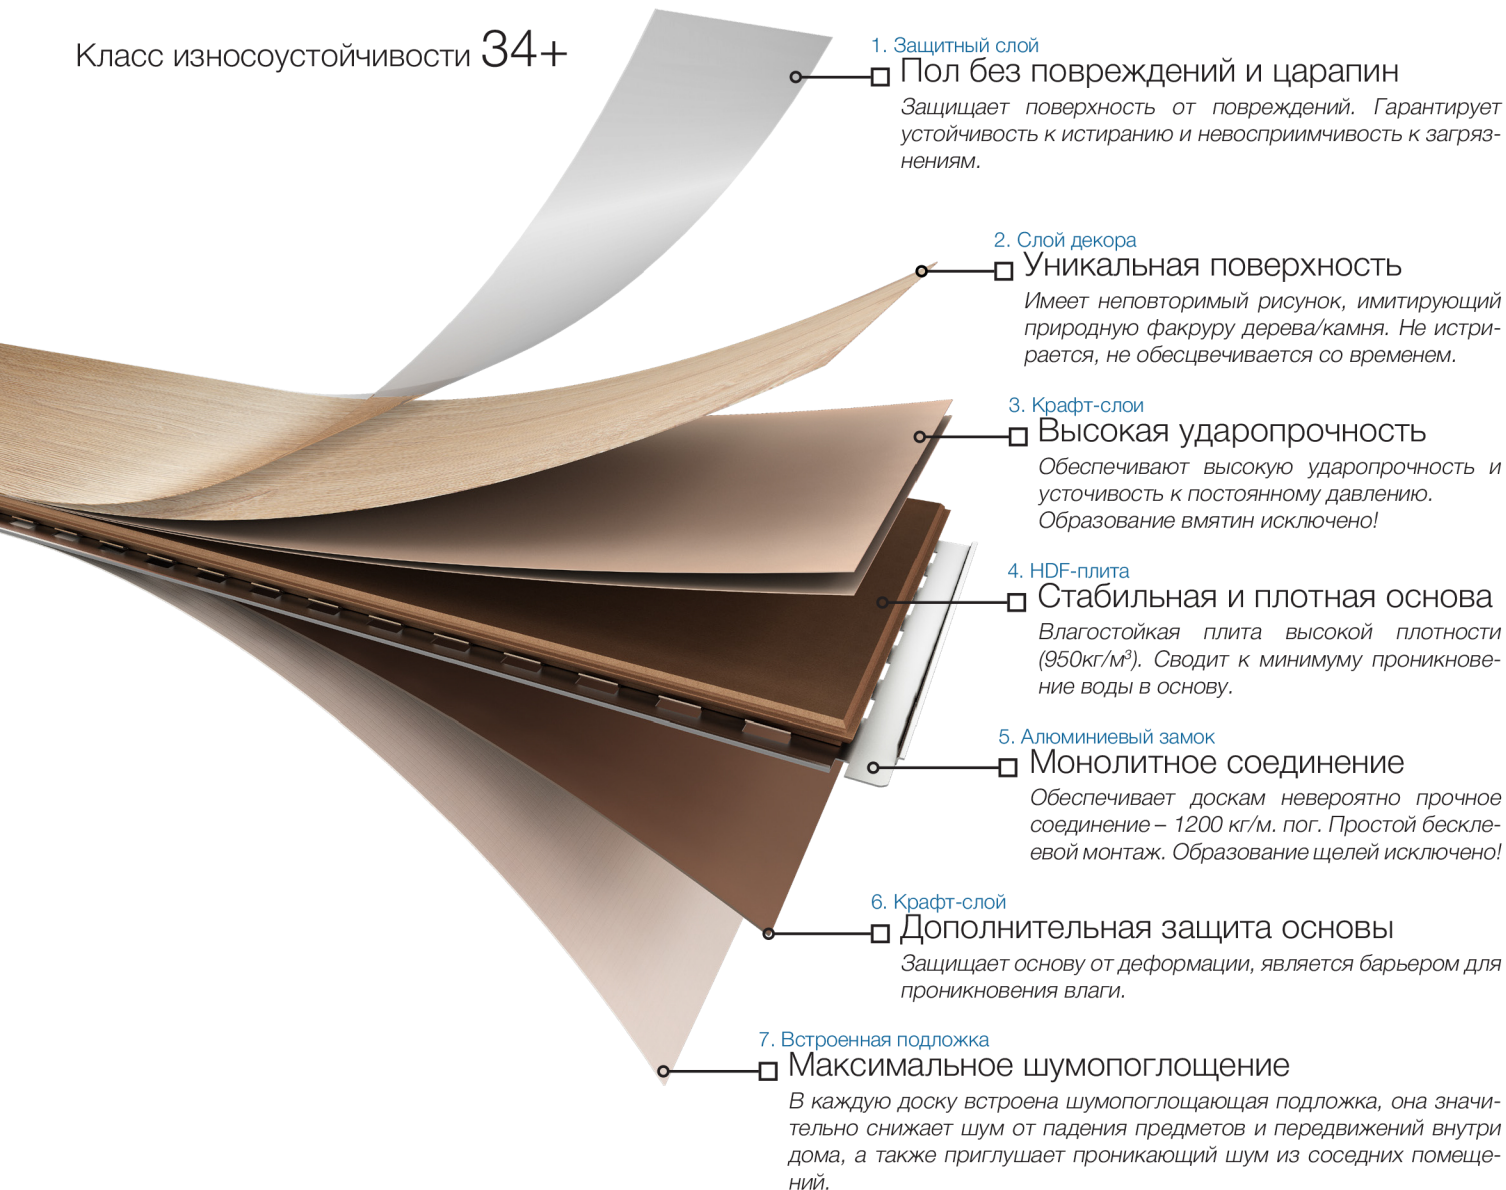 Класс износоустойчивости 34+
1. Защитный слой
Пол без повреждений и царапин
Защищает поверхность от повреждений. Гарантирует
устойчивость к истиранию и невосприимчивость к загряз-
нениям.
2. Слой декора
Уникальная поверхность
Имеет неповторимый рисунок, имитирующий
природную факруру дерева/камня. Не истри-
рается, не обесцвечивается со временем.
3. Крафт-слои
Высокая ударопрочность
Обеспечивают высокую ударопрочность и
усточивость к постоянному давлению.
Образование вмятин исключено!
4. HDF-плита
Стабильная и плотная основа
Влагостойкая плита высокой плотности
(950кг/м³). Сводит к минимуму проникнове-
ние воды в основу.
5. Алюминиевый замок
Монолитное соединение
Обеспечивает доскам невероятно прочное
соединение – 1200 кг/м. пог. Простой бескле-
евой монтаж. Образование щелей исключено!
6. Крафт-слой
Дополнительная защита основы
Защищает основу от деформации, является барьером для
проникновения влаги.
7. Встроенная подложка
Максимальное шумопоглощение
В каждую доску встроена шумопоглощающая подложка, она значи-
тельно снижает шум от падения предметов и передвижений внутри
дома, а также приглушает проникающий шум из соседних помеще-
ний.